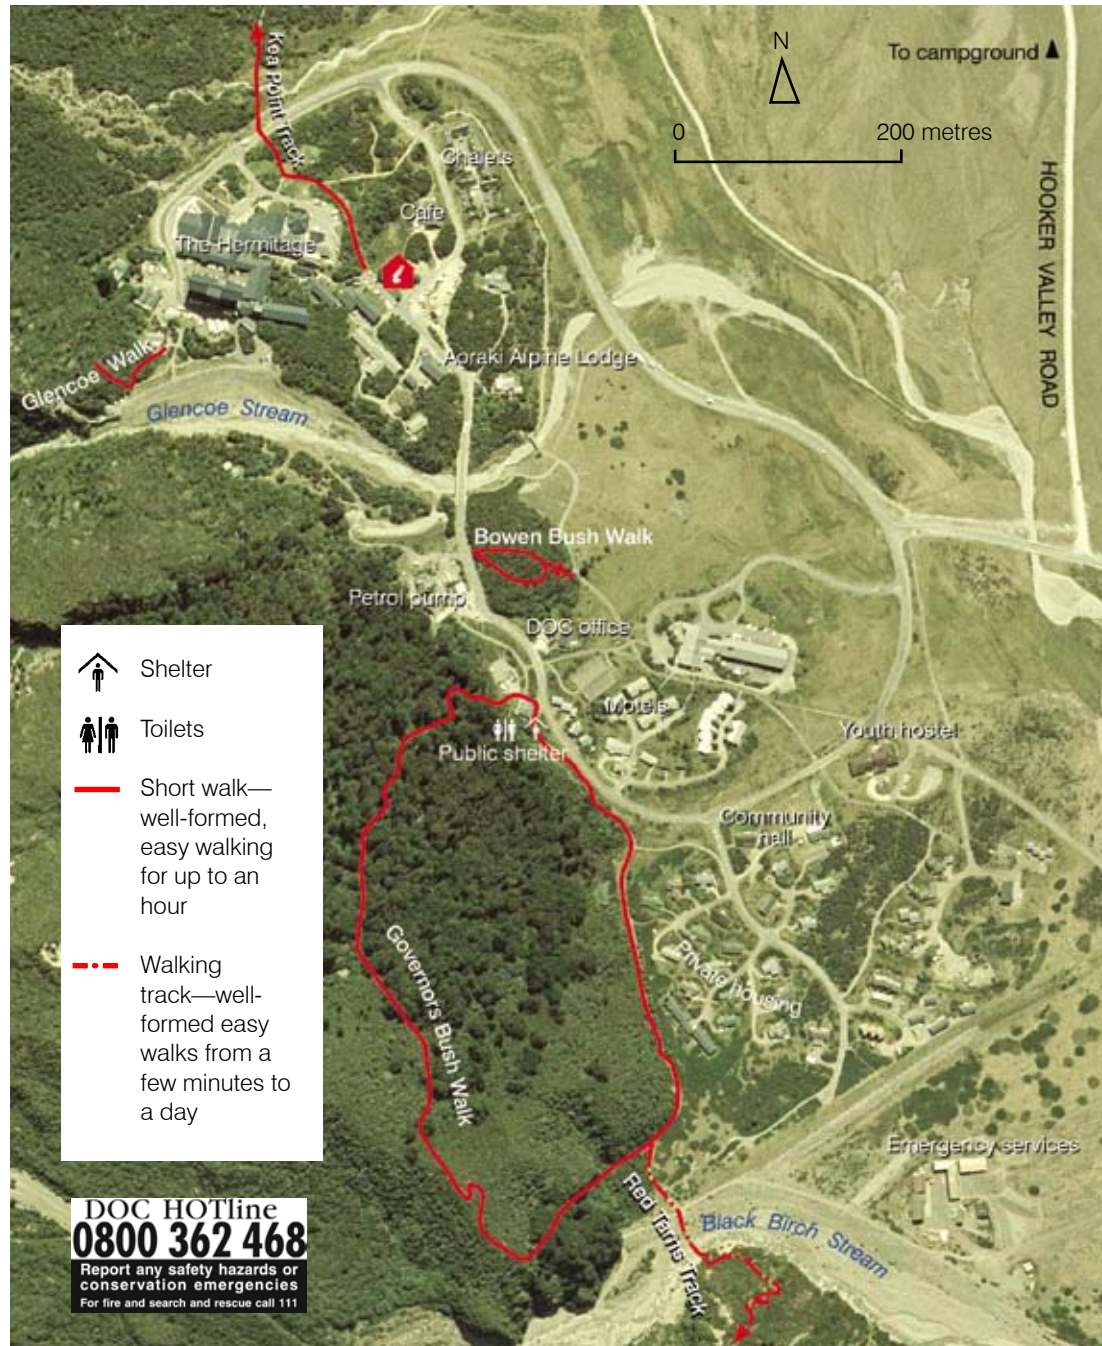 Kea Point Track
N
To campground
0 200 metres
HOOKER VALLEY ROAD
Chalets
Cafe
The Hermitage
i
Aoraki Alpine Lodge
Glencoe Walk
Glencoe Stream
Bowen Bush Walk
Petrol pump
DOC office
Motels
Public shelter
Youth hostel
Community
hall
Private housing
Governors Bush Walk
Emergency services
Red Tarns Track
Black Birch Stream
Shelter
Toilets
Short walk—
well-formed,
easy walking
for up to an
hour
Walking
track—well-
formed easy
walks from a
few minutes to
a day
DOC HOTline
0800 362 468
Report any safety hazards or
conservation emergencies
For fire and search and rescue call 111